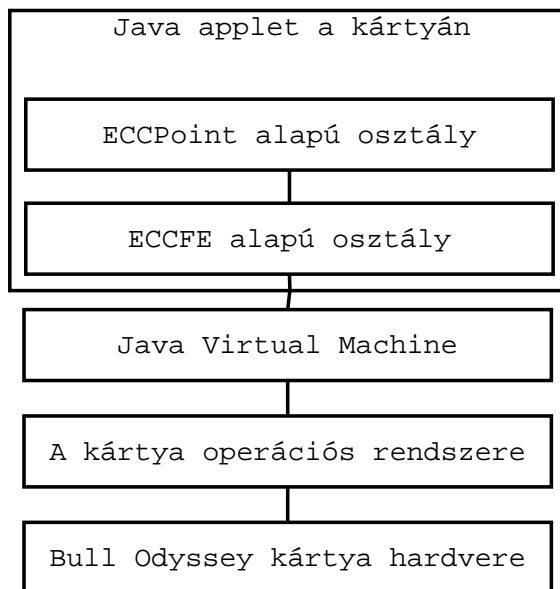 Java applet a kártyán
ECCPoint alapú osztály
ECCFE alapú osztály
Java Virtual Machine
A kártya operációs rendszere
Bull Odyssey kártya hardvere